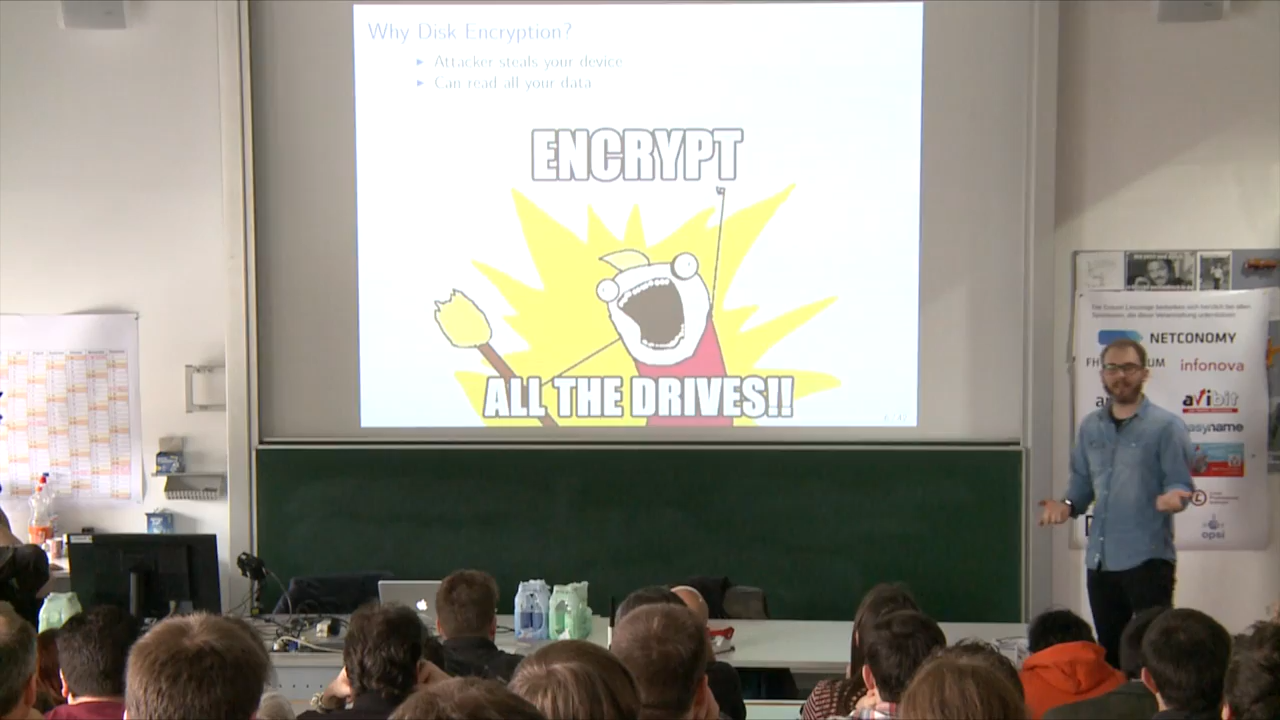 Why Disk Encryption?
Attacker steals your device
Can read all your data
ENCRYPT
ALL THE DRIVES!!
NETCONOMY
infonova
avibit
easyname
opsi